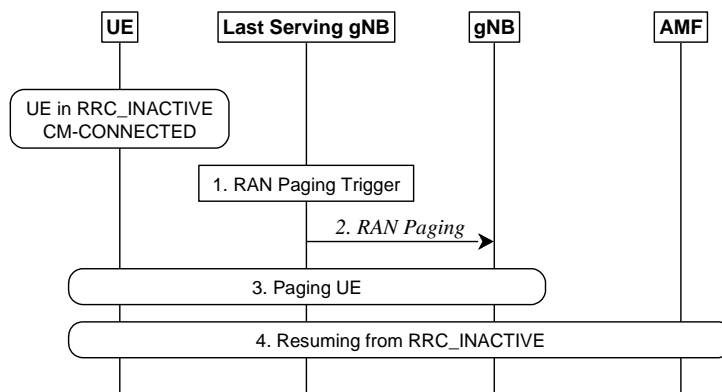 UE
Last Serving gNB
gNB
AMF
UE in RRC_INACTIVE
CM-CONNECTED
1. RAN Paging Trigger
2. RAN Paging
3. Paging UE
4. Resuming from RRC_INACTIVE